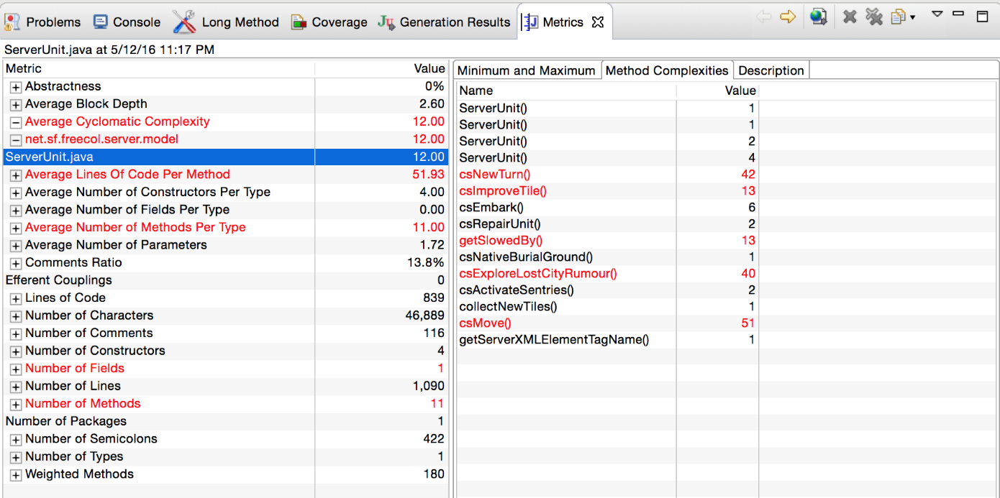 Problems Console Long Method Coverage Generation Results Metrics
ServerUnit.java at 5/12/16 11:17 PM
Metric Value
Abstractness 0%
Average Block Depth 2.60
Average Cyclomatic Complexity 12.00
net.sf.freecol.server.model 12.00
ServerUnit.java 12.00
Average Lines Of Code Per Method 51.93
Average Number of Constructors Per Type 4.00
Average Number of Fields Per Type 0.00
Average Number of Methods Per Type 11.00
Average Number of Parameters 1.72
Comments Ratio 13.8%
Efferent Couplings 0
Lines of Code 839
Number of Characters 46,889
Number of Comments 116
Number of Constructors 4
Number of Fields 1
Number of Lines 1,090
Number of Methods 11
Number of Packages 1
Number of Semicolons 422
Number of Types 1
Weighted Methods 180
Minimum and Maximum Method Complexities Description
Name Value
ServerUnit() 1
ServerUnit() 1
ServerUnit() 2
ServerUnit() 4
csNewTurn() 42
csImproveTile() 13
csEmbark() 6
csRepairUnit() 2
getSlowedBy() 13
csNativeBurialGround() 1
csExploreLostCityRumour() 40
csActivateSentries() 2
collectNewTiles() 1
csMove() 51
getServerXMLElementTagName() 1